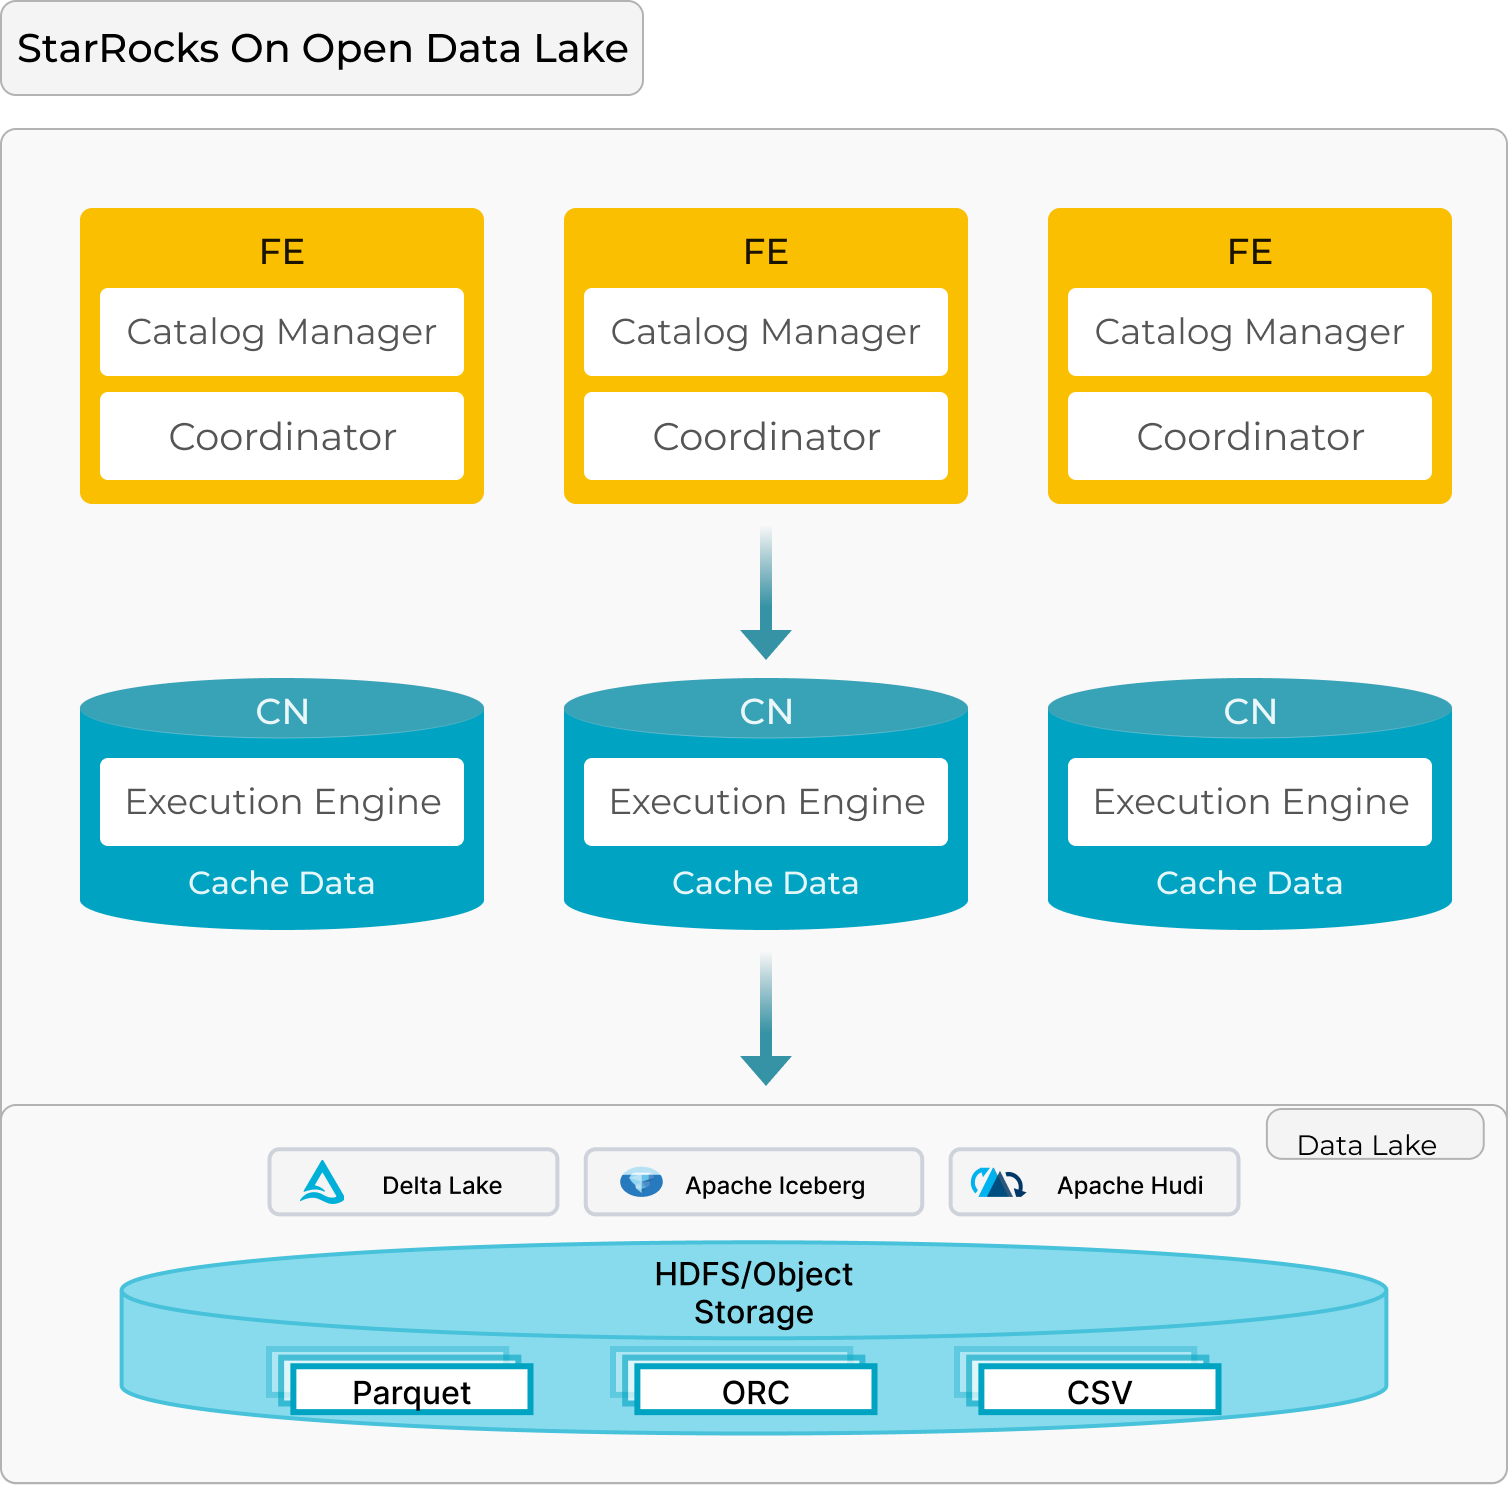 StarRocks On Open Data Lake
FE
FE
FE
Catalog Manager
Catalog Manager
Catalog Manager
Coordinator
Coordinator
Coordinator
CN
CN
CN
Execution Engine
Execution Engine
Execution Engine
Cache Data
Cache Data
Cache Data
Data Lake
Delta Lake
Apache Iceberg
Apache Hudi
HDFS/Object
Storage
Parquet
ORC
CSV